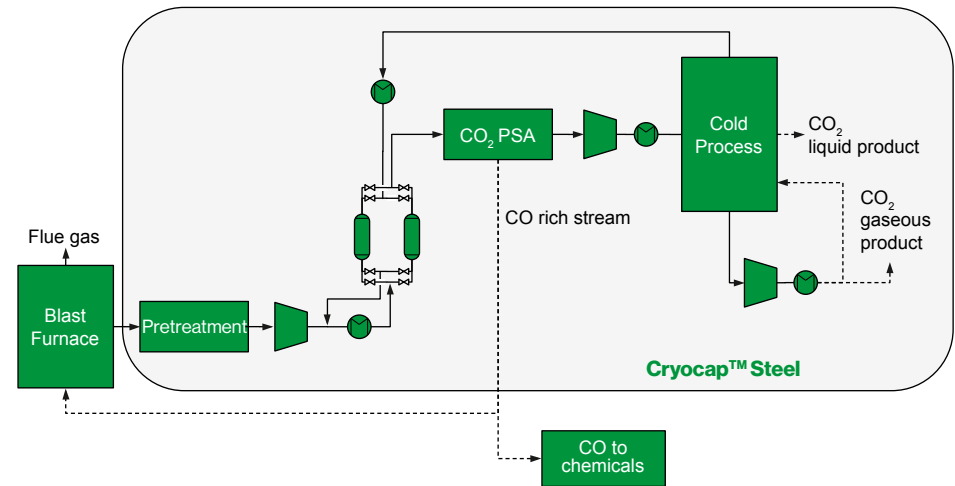 CO₂ PSA
Cold
Process
CO₂
liquid product
CO rich stream
CO₂
gaseous
product
Flue gas
Blast
Furnace
Pretreatment
Cryocap™ Steel
CO to
chemicals